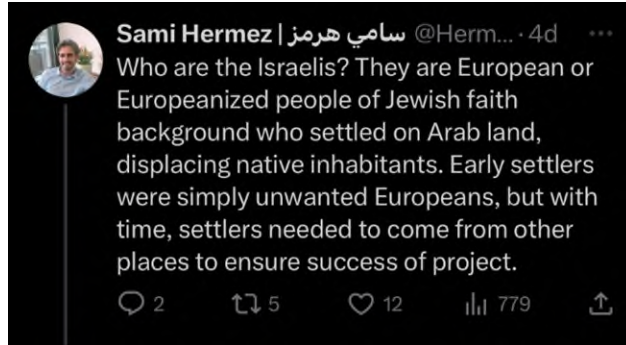 Sami Hermez | سامي هرمز @Herm... · 4d ...
Who are the Israelis? They are European or
Europeanized people of Jewish faith
background who settled on Arab land,
displacing native inhabitants. Early settlers
were simply unwanted Europeans, but with
time, settlers needed to come from other
places to ensure success of project.
2 5 12 779